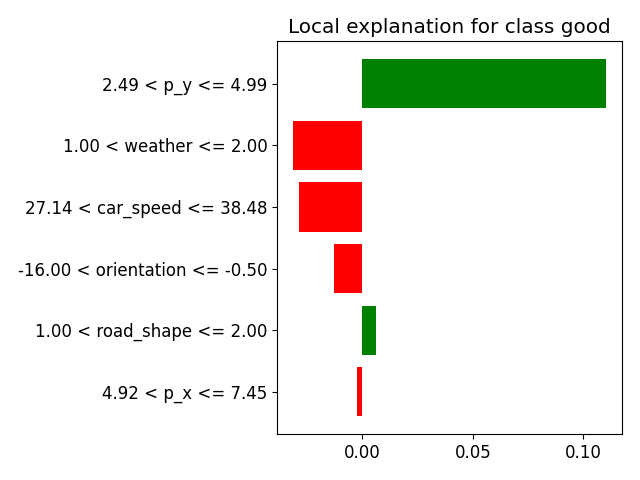 Local explanation for class good
2.49 < p_y <= 4.99
1.00 < weather <= 2.00
27.14 < car_speed <= 38.48
-16.00 < orientation <= -0.50
1.00 < road_shape <= 2.00
4.92 < p_x <= 7.45
0.00 0.05 0.10